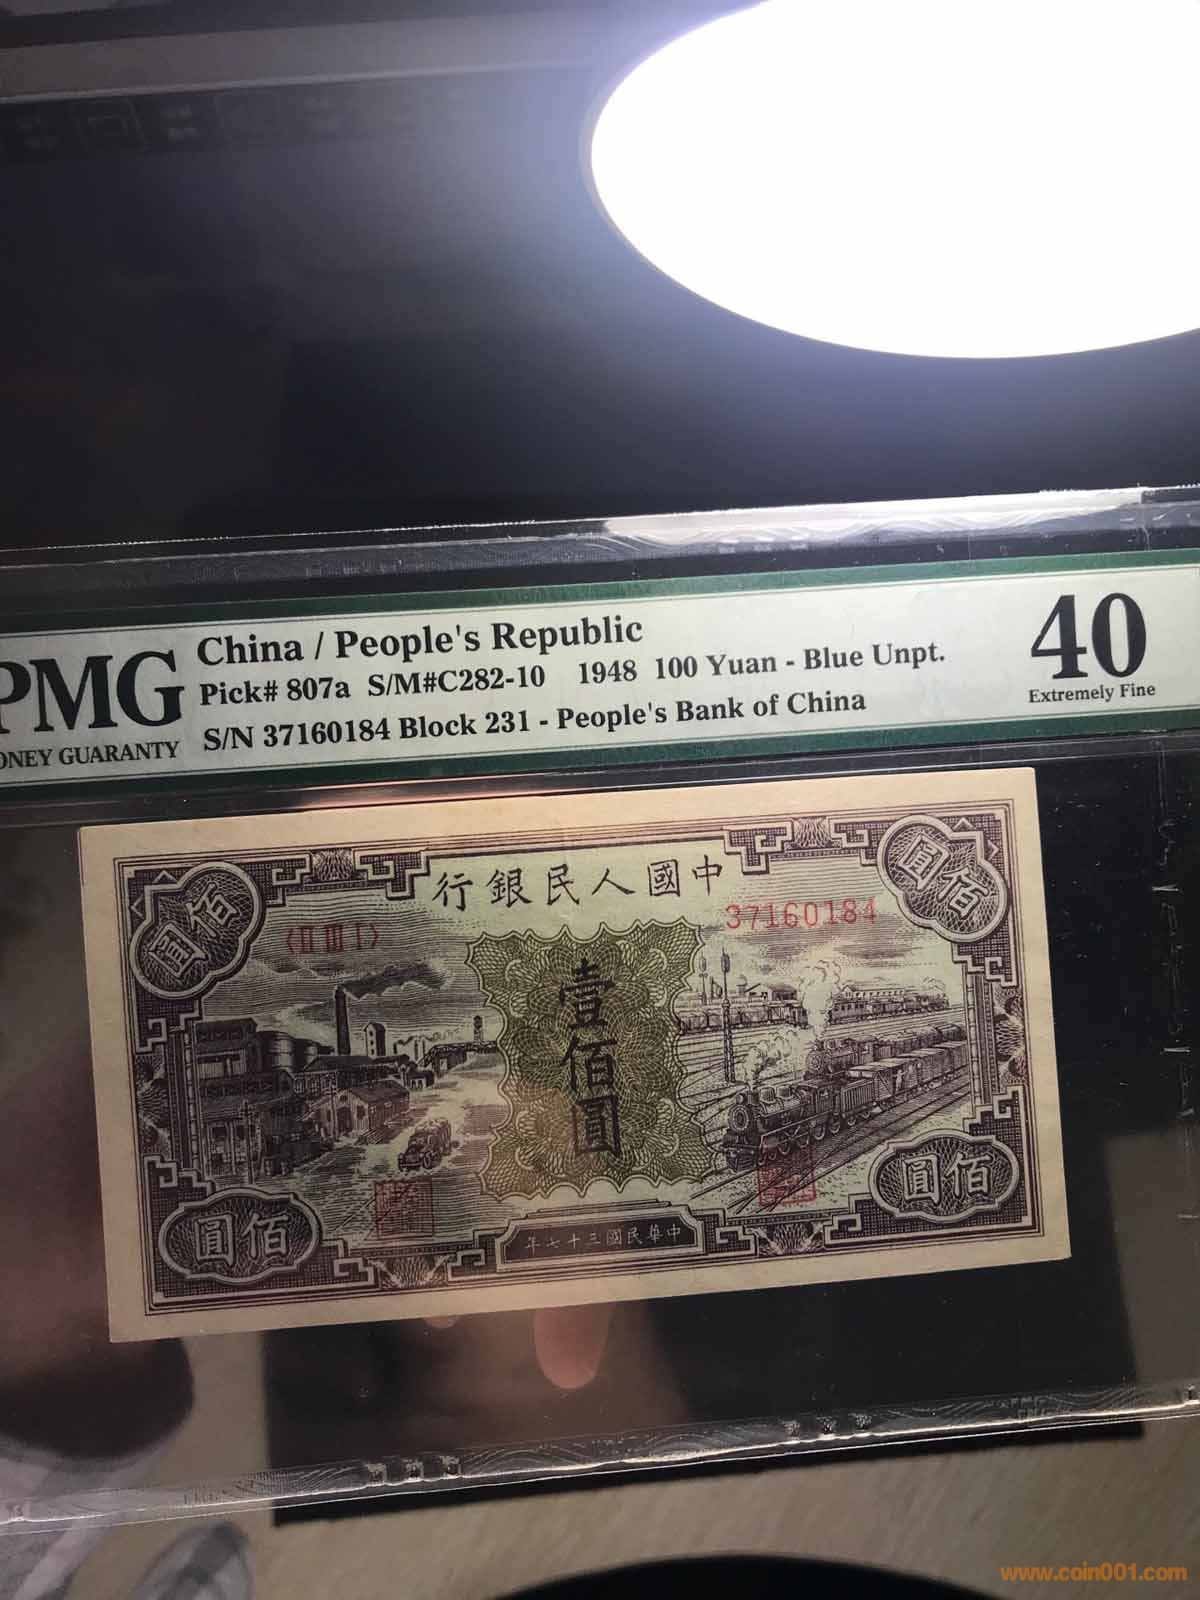 PMG
ONEY GUARANTY
China / People's Republic
Pick# 807a S/M#C282-10 1948 100 Yuan - Blue Unpt.
S/N 37160184 Block 231 - People's Bank of China
40
Extremely Fine
中國人民銀行
37160184
(II III I)
佰圓
佰圓
壹佰圓
佰圓
佰圓
中華民國三十七年
www.coin001.com